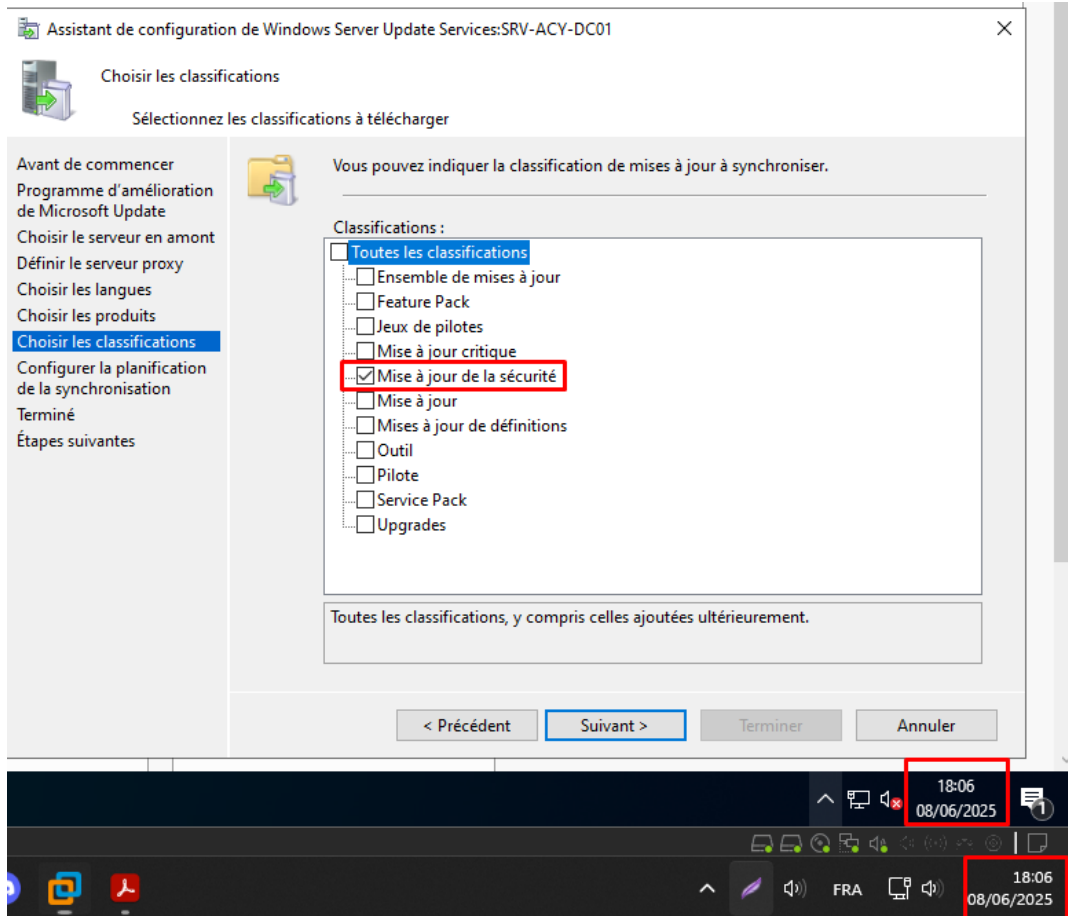 Assistant de configuration de Windows Server Update Services:SRV-ACY-DC01
Choisir les classifications
Sélectionnez les classifications à télécharger
Avant de commencer
Programme d'amélioration
de Microsoft Update
Choisir le serveur en amont
Définir le serveur proxy
Choisir les langues
Choisir les produits
Choisir les classifications
Configurer la planification
de la synchronisation
Terminé
Étapes suivantes
Vous pouvez indiquer la classification de mises à jour à synchroniser.
Classifications :
Toutes les classifications
Ensemble de mises à jour
Feature Pack
Jeux de pilotes
Mise à jour critique
Mise à jour de la sécurité
Mise à jour
Mises à jour de définitions
Outil
Pilote
Service Pack
Upgrades
Toutes les classifications, y compris celles ajoutées ultérieurement.
< Précédent
Suivant >
Terminer
Annuler
18:06
08/06/2025
1
FRA
18:06
08/06/2025